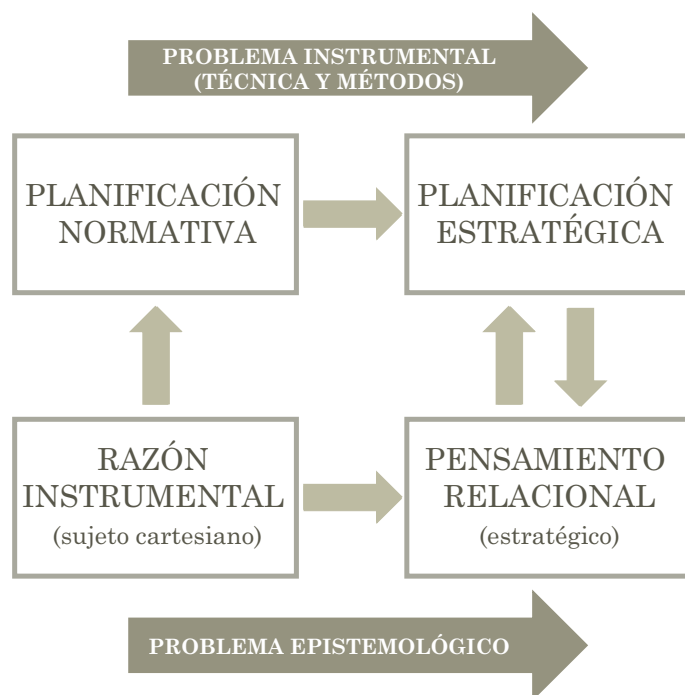 PROBLEMA INSTRUMENTAL
(TÉCNICA Y MÉTODOS)
PLANIFICACIÓN
NORMATIVA
PLANIFICACIÓN
ESTRATÉGICA
RAZÓN
INSTRUMENTAL
(sujeto cartesiano)
PENSAMIENTO
RELACIONAL
(estratégico)
PROBLEMA EPISTEMOLÓGICO